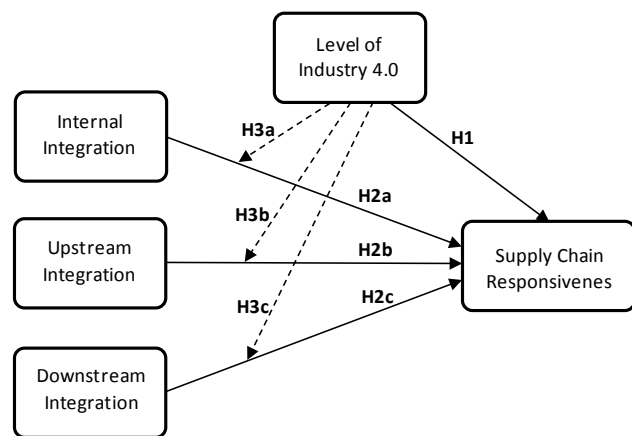 Level of
Industry 4.0
Internal
Integration
H3a
H1
H2a
H3b
Upstream
Integration
H2b
Supply Chain
Responsivenes
H3c
H2c
Downstream
Integration